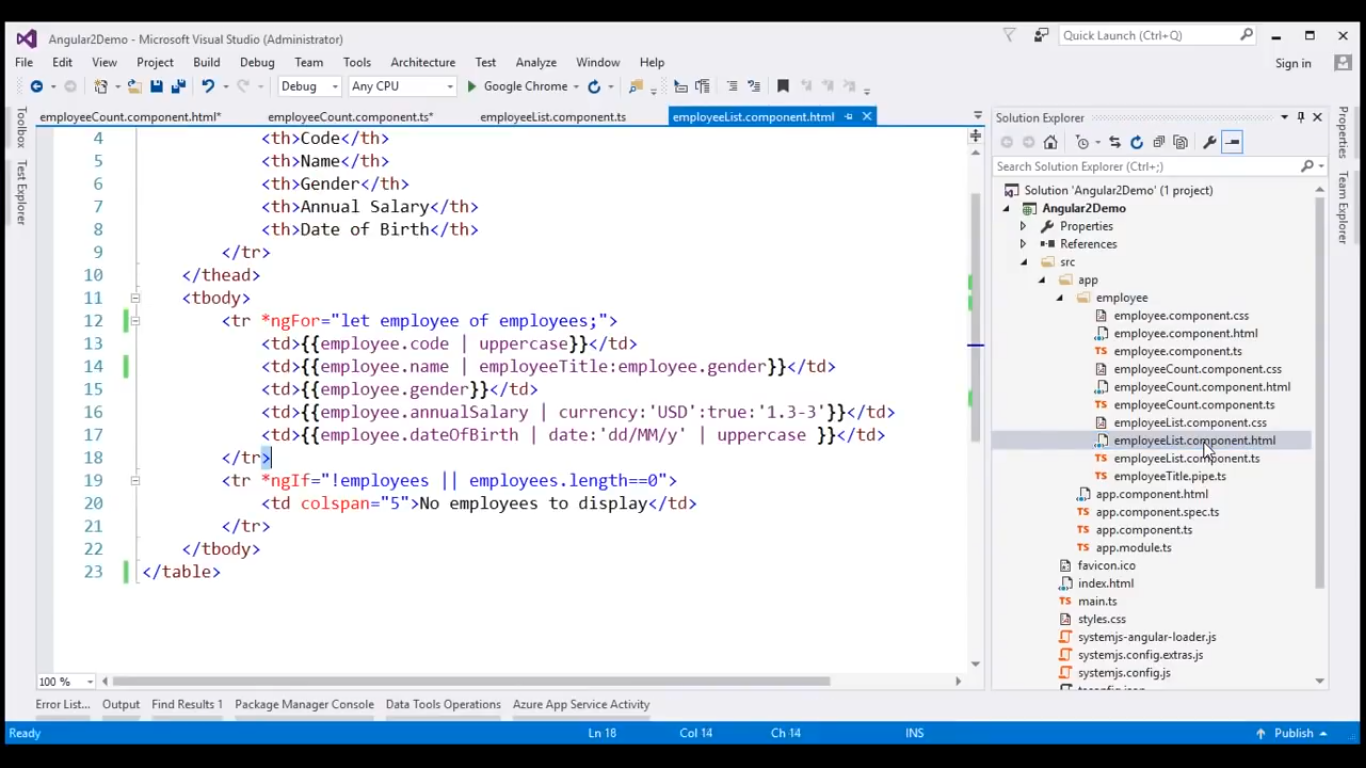 Angular2Demo - Microsoft Visual Studio (Administrator)
Quick Launch (Ctrl+Q)
File Edit View Project Build Debug Team Tools Architecture Test Analyze Window Help
Sign in
Debug Any CPU Google Chrome
Toolbox
Test Explorer
employeeCount.component.html* employeeCount.component.ts* employeeList.component.ts employeeList.component.html
4 <th>Code</th>
5 <th>Name</th>
6 <th>Gender</th>
7 <th>Annual Salary</th>
8 <th>Date of Birth</th>
9 </tr>
10 </thead>
11 <tbody>
12 <tr *ngFor="let employee of employees;">
13 <td>{{employee.code | uppercase}}</td>
14 <td>{{employee.name | employeeTitle:employee.gender}}</td>
15 <td>{{employee.gender}}</td>
16 <td>{{employee.annualSalary | currency:'USD':true:'1.3-3'}}</td>
17 <td>{{employee.dateOfBirth | date:'dd/MM/y' | uppercase }}</td>
18 </tr>
19 <tr *ngIf="!employees || employees.length==0">
20 <td colspan="5">No employees to display</td>
21 </tr>
22 </tbody>
23 </table>
100 %
Solution Explorer
Search Solution Explorer (Ctrl+;)
Solution 'Angular2Demo' (1 project)
Angular2Demo
Properties
References
src
app
employee
employee.component.css
employee.component.html
TS employee.component.ts
employeeCount.component.css
employeeCount.component.html
TS employeeCount.component.ts
employeeList.component.css
employeeList.component.html
TS employeeList.component.ts
TS employeeTitle.pipe.ts
app.component.html
TS app.component.spec.ts
TS app.component.ts
TS app.module.ts
favicon.ico
index.html
TS main.ts
styles.css
systemjs-angular-loader.js
systemjs.config.extras.js
systemjs.config.js
Properties
Team Explorer
Error List... Output Find Results 1 Package Manager Console Data Tools Operations Azure App Service Activity
Ready Ln 18 Col 14 Ch 14 INS Publish